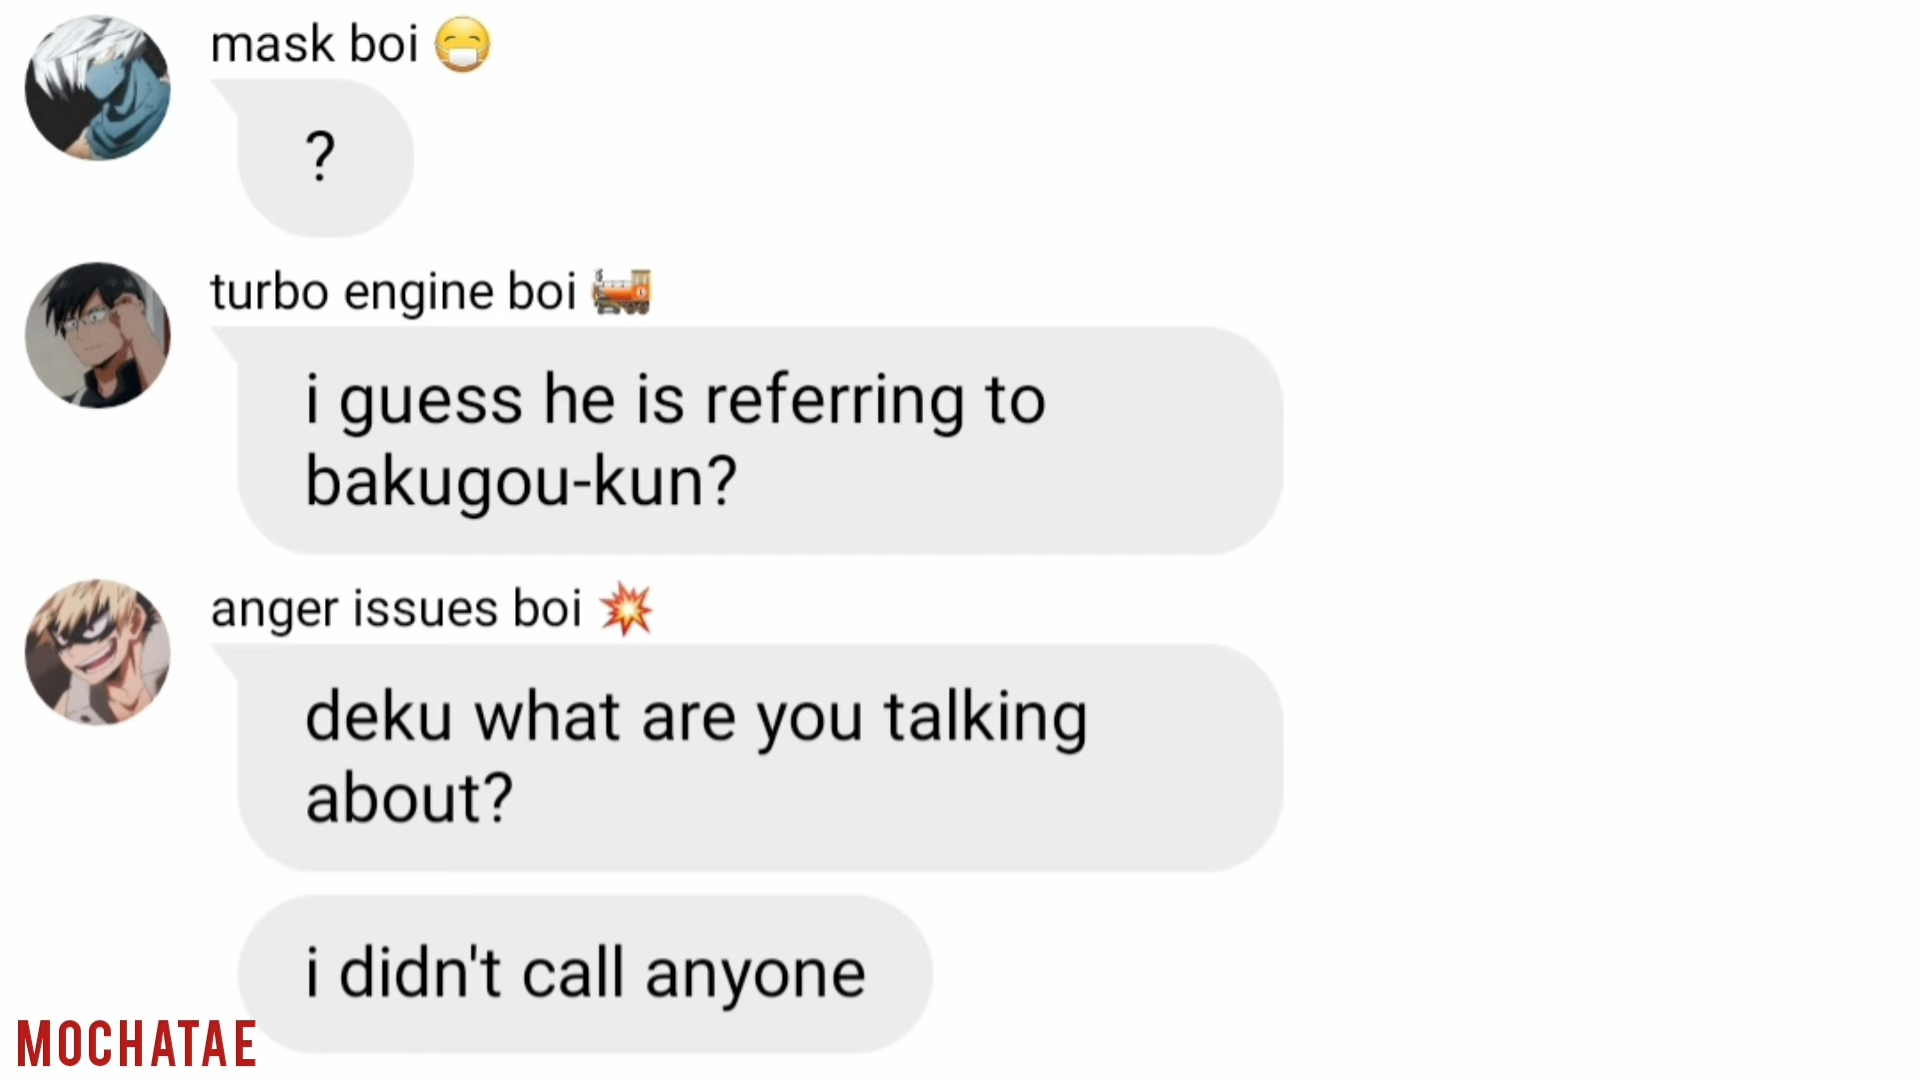 mask boi 😷
?
turbo engine boi 🚂
i guess he is referring to
bakugou-kun?
anger issues boi 💥
deku what are you talking
about?
i didn't call anyone
MOCHATAE